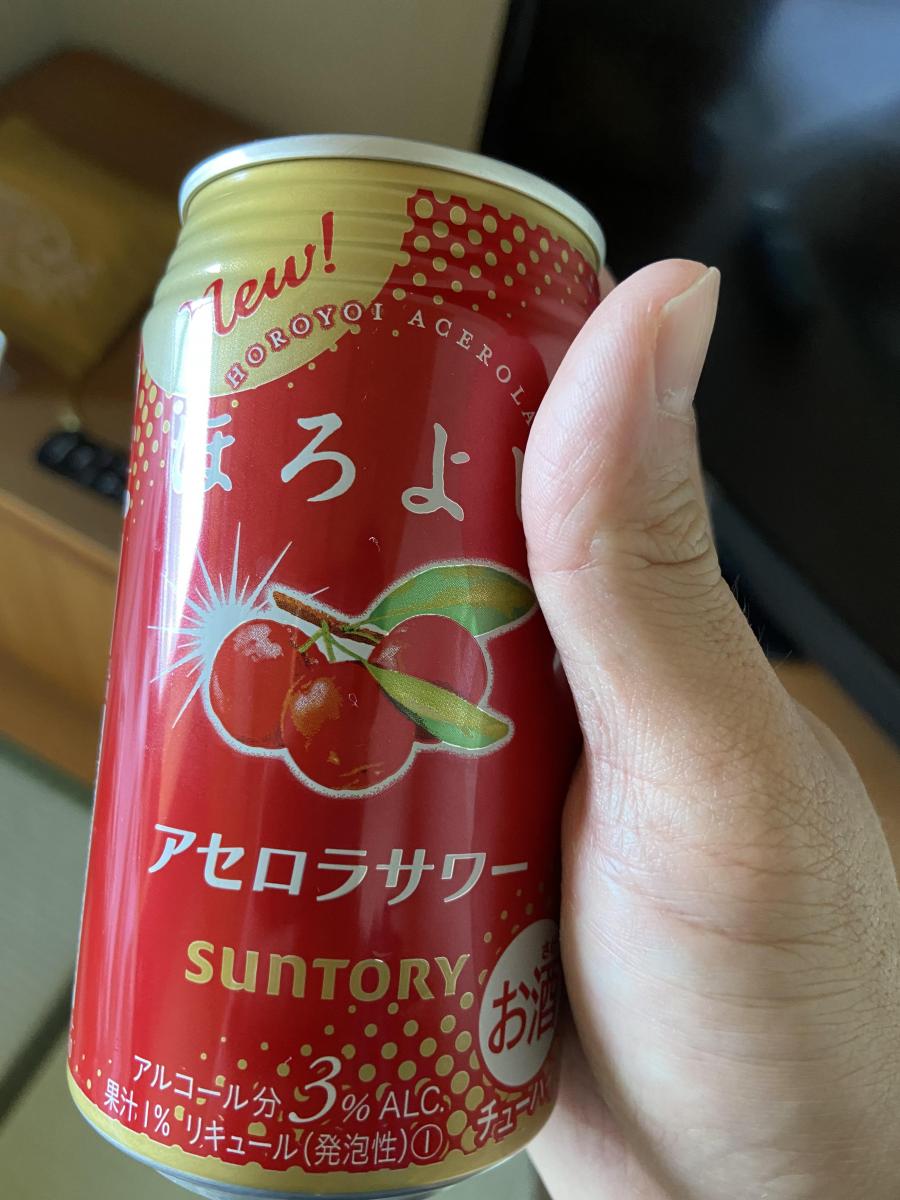 New!
HOROYOI ACEROLA
ほろよい
アセロラサワー
SUNTORY
お酒
アルコール分 3% ALC.
果汁1% リキュール(発泡性)①
チューハイ